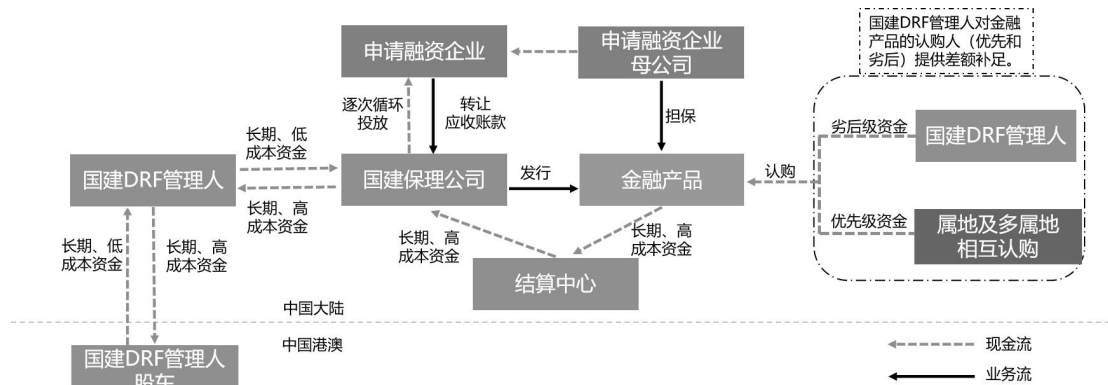 国建DRF管理人对金融
产品的认购人（优先和
劣后）提供差额补足。
申请融资企业
申请融资企业
母公司
逐次循环
投放
转让
应收账款
担保
长期、低
成本资金
劣后级资金
国建DRF管理人
国建DRF管理人
国建保理公司
发行
金融产品
认购
长期、高
成本资金
优先级资金
属地及多属地
相互认购
长期、低
成本资金
长期、高
成本资金
长期、高
成本资金
长期、高
成本资金
结算中心
中国大陆
中国港澳
国建DRF管理人
股东
现金流
业务流